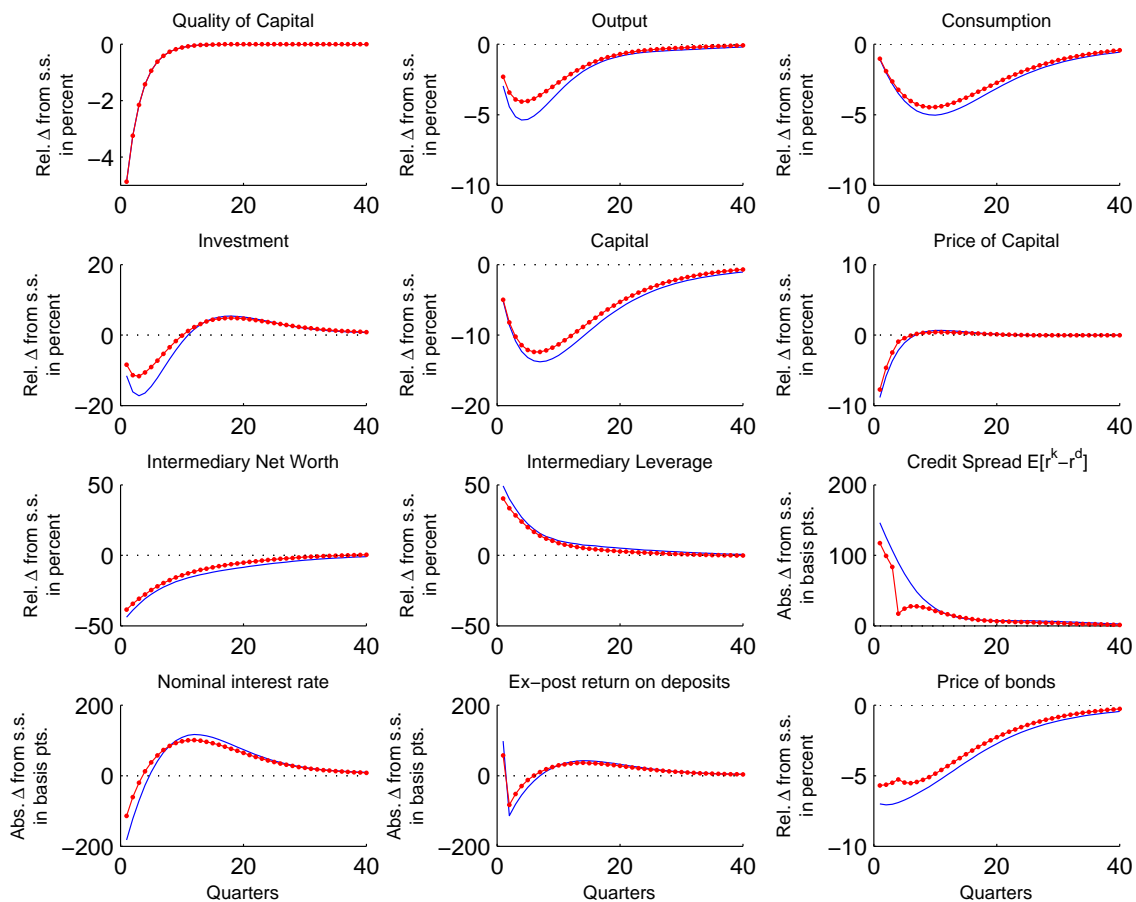 Quality of Capital
Rel. Δ from s.s.
in percent
0
−2
−4
0
20
40
Output
Rel. Δ from s.s.
in percent
0
−5
−10
0
20
40
Consumption
Rel. Δ from s.s.
in percent
0
−5
−10
0
20
40
Investment
Rel. Δ from s.s.
in percent
20
0
−20
0
20
40
Capital
Rel. Δ from s.s.
in percent
0
−10
−20
0
20
40
Price of Capital
Rel. Δ from s.s.
in percent
10
0
−10
0
20
40
Intermediary Net Worth
Rel. Δ from s.s.
in percent
50
0
−50
0
20
40
Intermediary Leverage
Rel. Δ from s.s.
in percent
50
0
−50
0
20
40
Credit Spread E[r^k−r^d]
Abs. Δ from s.s.
in basis pts.
200
100
0
0
20
40
Nominal interest rate
Abs. Δ from s.s.
in basis pts.
200
0
−200
0
20
40
Quarters
Ex−post return on deposits
Abs. Δ from s.s.
in basis pts.
200
0
−200
0
20
40
Quarters
Price of bonds
Rel. Δ from s.s.
in percent
0
−5
−10
0
20
40
Quarters